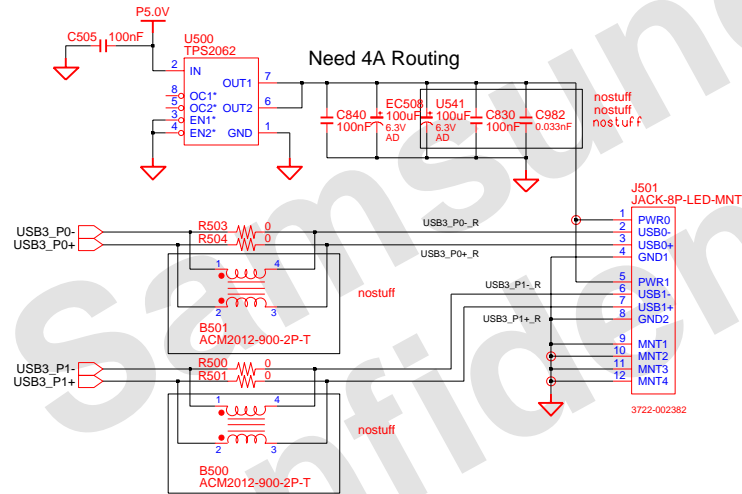 P5.0V
C505 100nF
U500
TPS2062
2 IN
OUT1 7
8 OC1*
5 OC2*
OUT2 6
3 EN1*
4 EN2*
GND 1
Need 4A Routing
C840
100nF
EC508
100uF
6.3V
AD
U541
100uF
6.3V
AD
C830
100nF
C982
0.033nF
nostuff
nostuff
nostuff
J501
JACK-8P-LED-MNT
1 PWR0
2 USB0-
3 USB0+
4 GND1
5 PWR1
6 USB1-
7 USB1+
8 GND2
9 MNT1
10 MNT2
11 MNT3
12 MNT4
3722-002382
USB3_P0-
USB3_P0+
R503 0
R504 0
USB3_P0-_R
USB3_P0+_R
1 4
2 3
nostuff
B501
ACM2012-900-2P-T
USB3_P1-_R
USB3_P1+_R
USB3_P1-
USB3_P1+
R500 0
R501 0
1 4
2 3
nostuff
B500
ACM2012-900-2P-T
Samsung